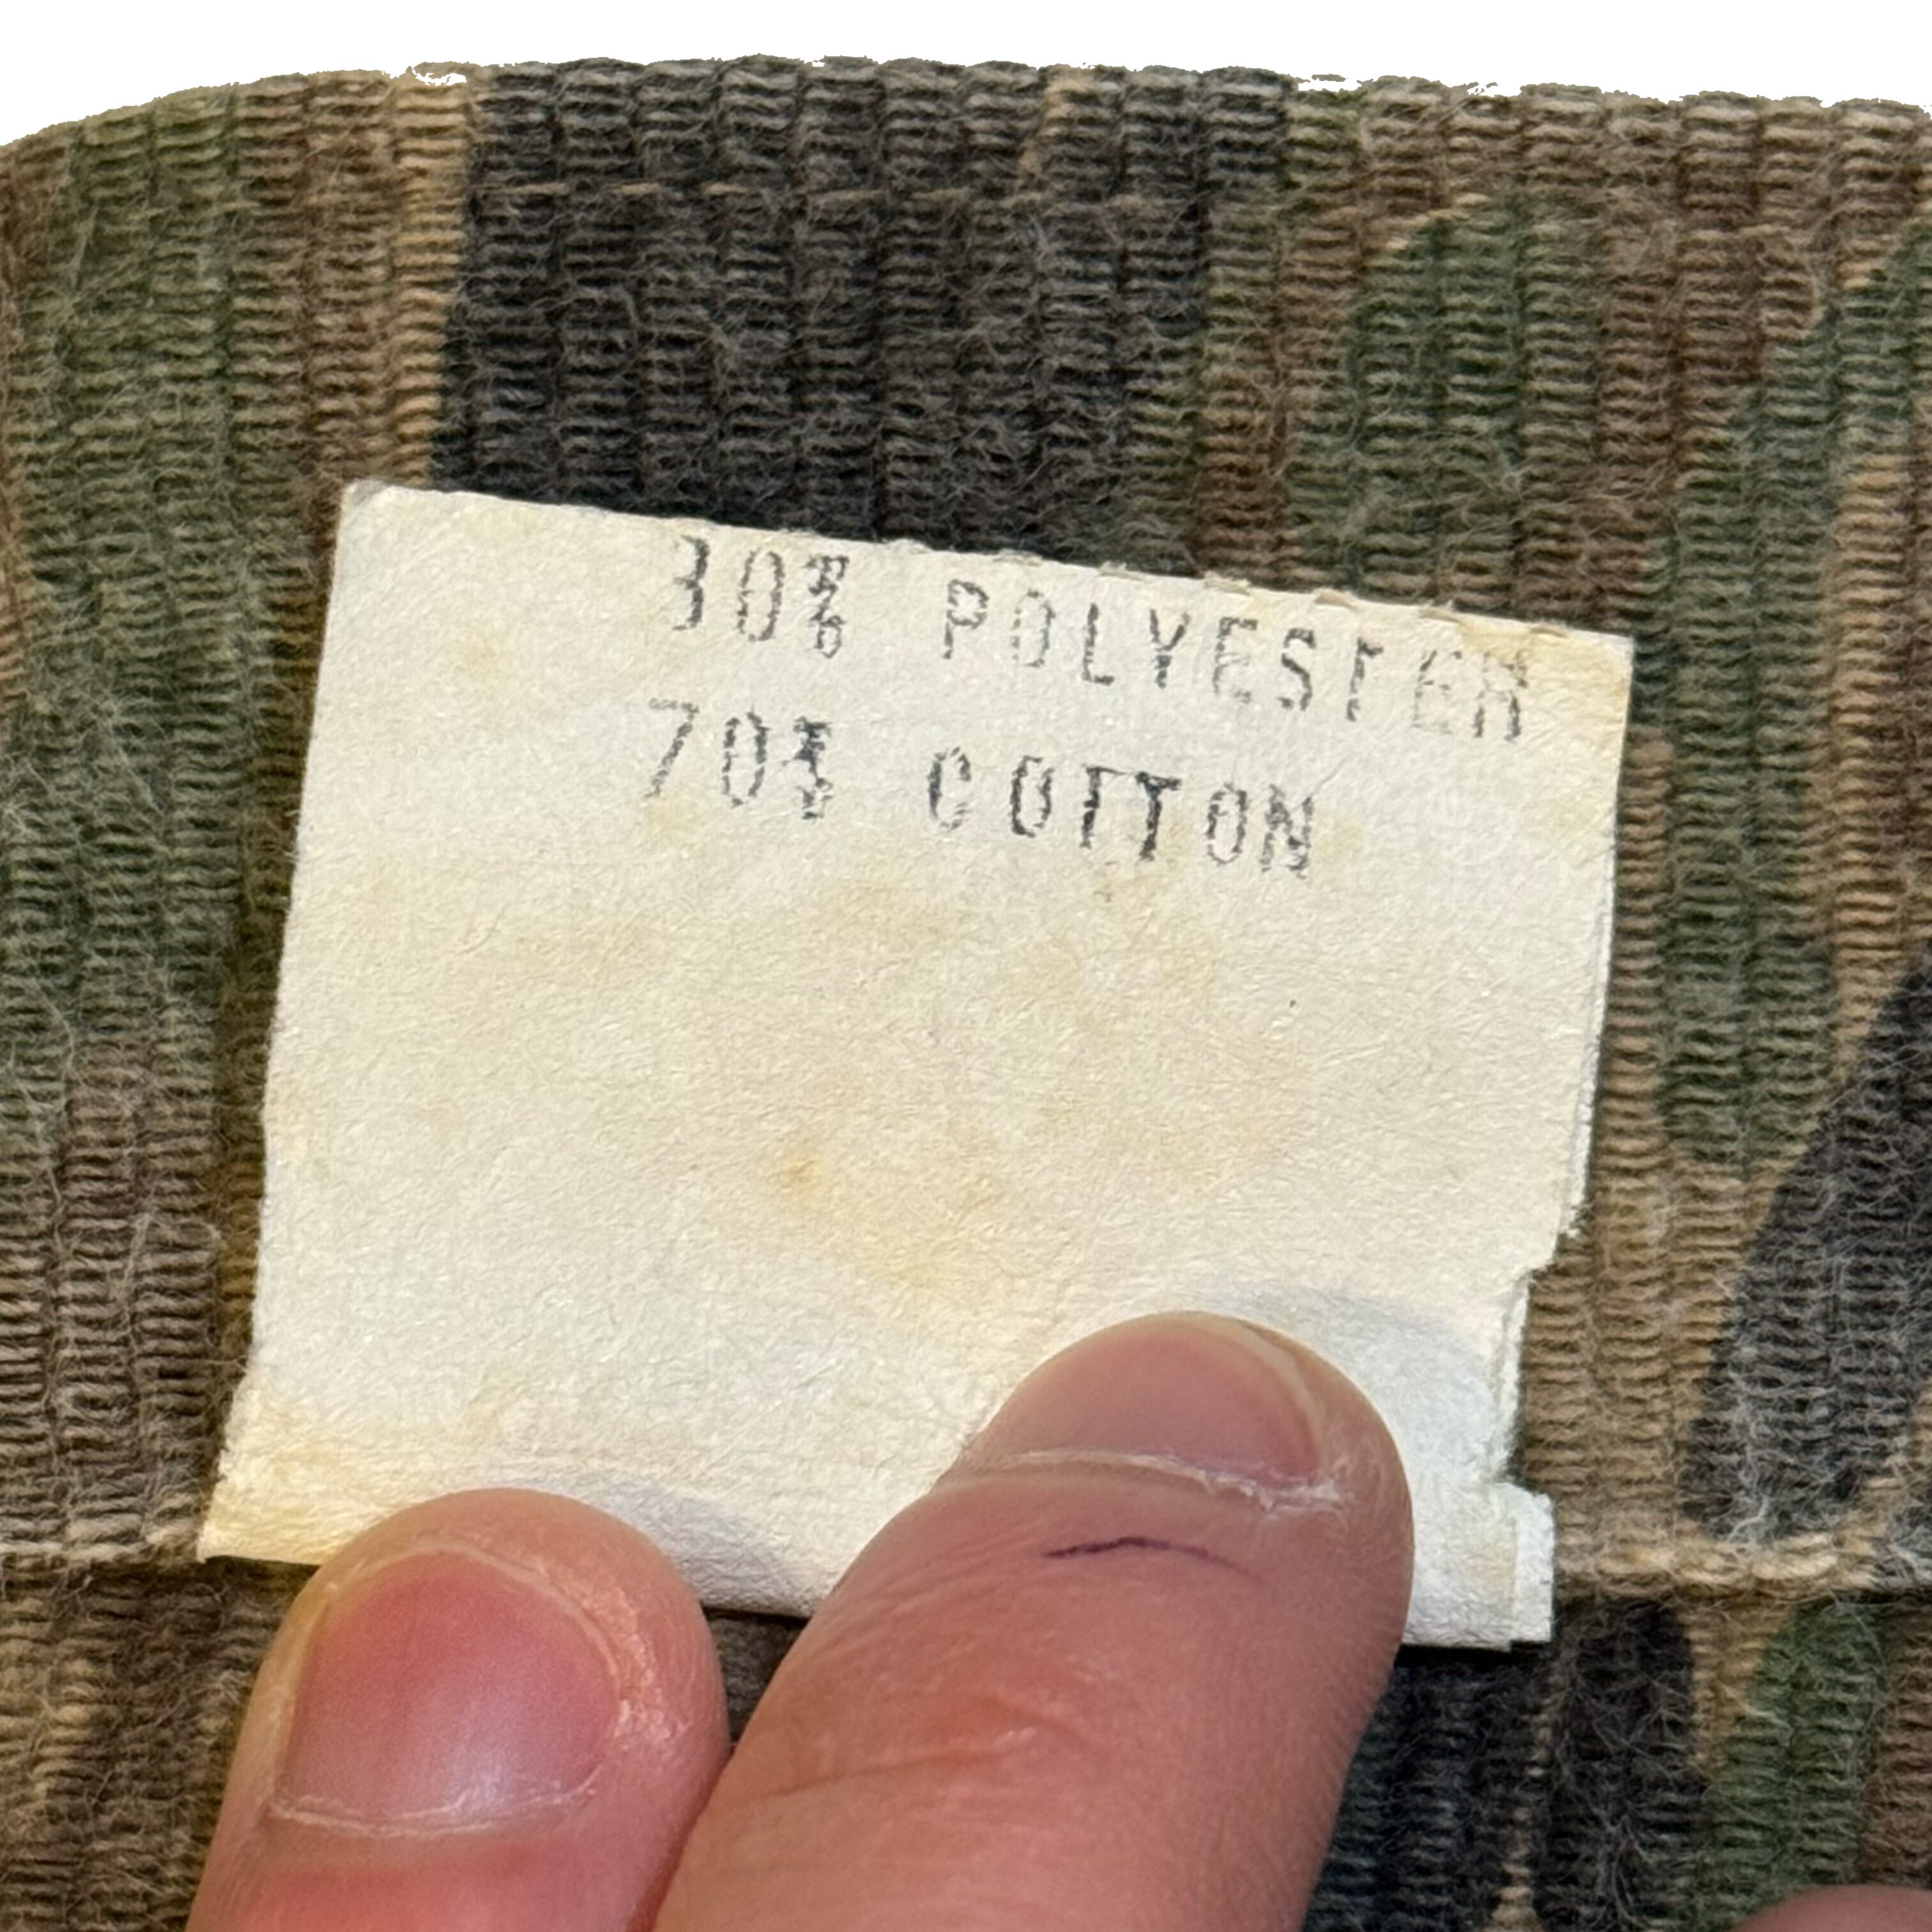 30% POLYESTER
70% COTTON